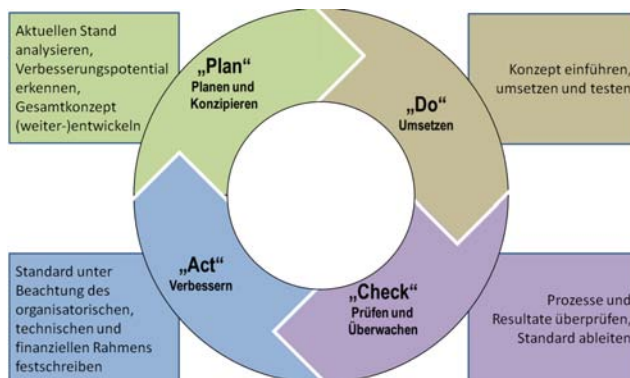 Aktuellen Stand
analysieren,
Verbesserungspotential
erkennen,
Gesamtkonzept
(weiter-)entwickeln
„Plan“
Planen und
Konzipieren
„Do“
Umsetzen
Konzept einführen,
umsetzen und testen
„Act“
Verbessern
Standard unter
Beachtung des
organisatorischen,
technischen und
finanziellen Rahmens
festschreiben
„Check“
Prüfen und
Überwachen
Prozesse und
Resultate überprüfen,
Standard ableiten